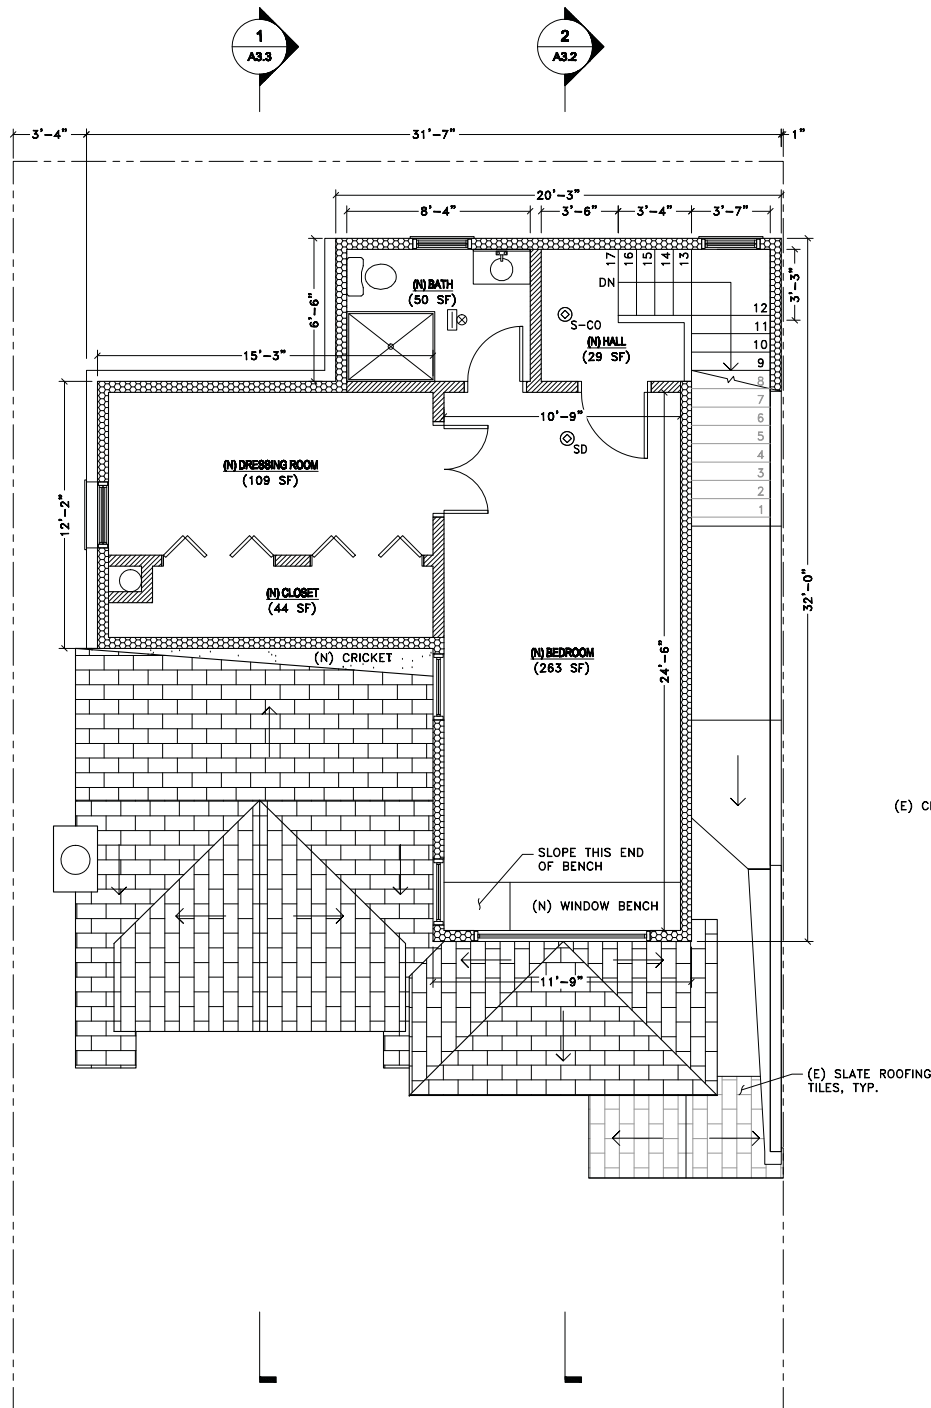 1
A3.3
2
A3.2
3'-4"
31'-7"
1"
20'-3"
8'-4"
3'-6"
3'-4"
3'-7"
17
16
15
14
13
DN
12
11
10
9
8
7
6
5
4
3
2
1
3'-3"
6'-6"
(N) BATH
(50 SF)
S-CO
(N) HALL
(29 SF)
15'-3"
10'-9"
SD
(N) DRESSING ROOM
(109 SF)
12'-2"
(N) CLOSET
(44 SF)
32'-0"
(N) CRICKET
(N) BEDROOM
(263 SF)
24'-6"
(E) C
SLOPE THIS END
OF BENCH
(N) WINDOW BENCH
11'-9"
(E) SLATE ROOFING
TILES, TYP.